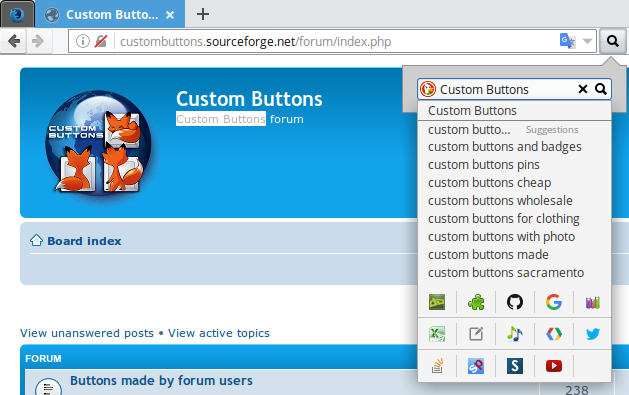 Custom Butto...
custombuttons.sourceforge.net/forum/index.php
Custom Buttons
Custom Buttons
custom butto... Suggestions
custom buttons and badges
custom buttons pins
custom buttons cheap
custom buttons wholesale
custom buttons for clothing
custom buttons with photo
custom buttons made
custom buttons sacramento
CUSTOM
BUTTONS
Custom Buttons
Custom Buttons forum
Board index
View unanswered posts • View active topics
FORUM
Buttons made by forum users
238